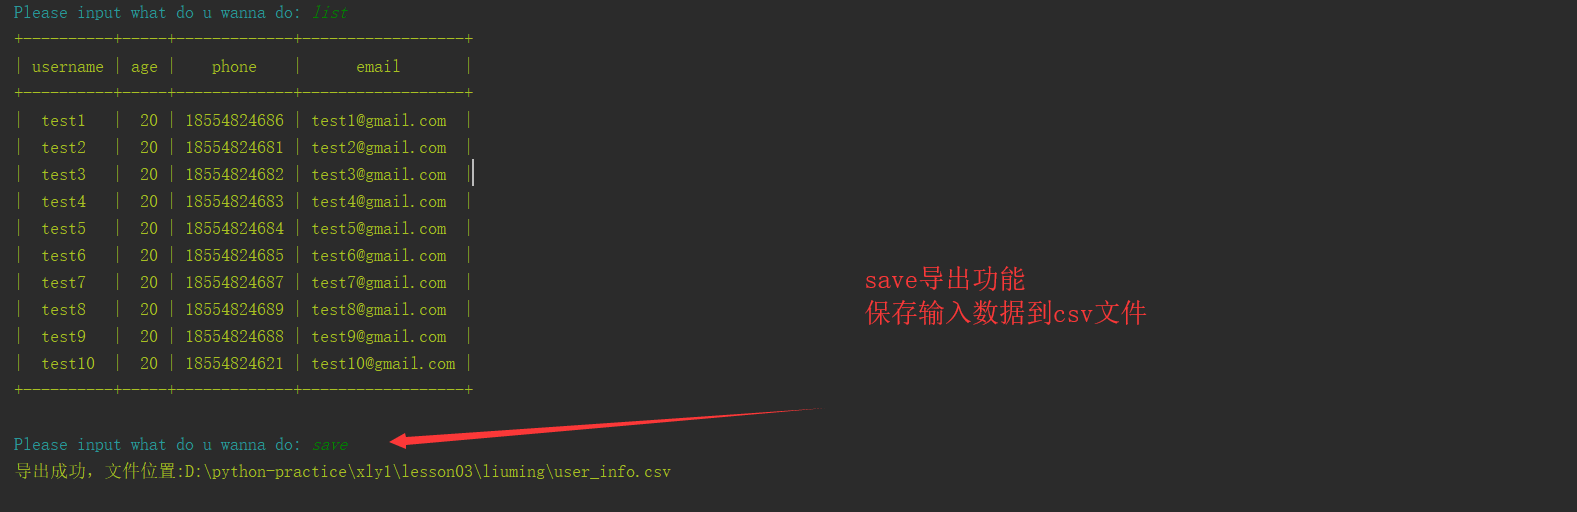 Please input what do u wanna do: list
+----------+-----+-------------+------------------+
| username | age |    phone    |      email       |
+----------+-----+-------------+------------------+
|  test1   |  20 | 18554824686 | test1@gmail.com  |
|  test2   |  20 | 18554824681 | test2@gmail.com  |
|  test3   |  20 | 18554824682 | test3@gmail.com  |
|  test4   |  20 | 18554824683 | test4@gmail.com  |
|  test5   |  20 | 18554824684 | test5@gmail.com  |
|  test6   |  20 | 18554824685 | test6@gmail.com  |
|  test7   |  20 | 18554824687 | test7@gmail.com  |
|  test8   |  20 | 18554824689 | test8@gmail.com  |
|  test9   |  20 | 18554824688 | test9@gmail.com  |
|  test10  |  20 | 18554824621 | test10@gmail.com |
+----------+-----+-------------+------------------+
save导出功能
保存输入数据到csv文件
Please input what do u wanna do: save
导出成功，文件位置:D:\python-practice\xly1\lesson03\liuming\user_info.csv